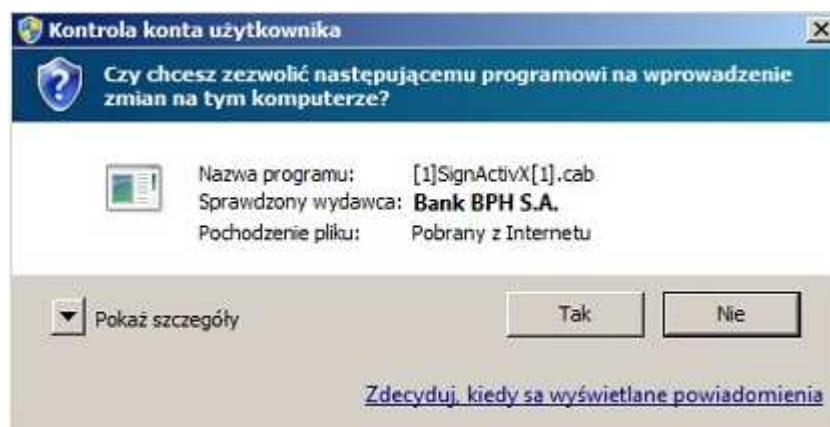 Kontrola konta użytkownika
Czy chcesz zezwolić następującemu programowi na wprowadzenie
zmian na tym komputerze?
Nazwa programu: [1]SignActivX[1].cab
Sprawdzony wydawca: Bank BPH S.A.
Pochodzenie pliku: Pobrany z Internetu
Pokaż szczegóły Tak Nie
Zdecyduj, kiedy sa wyświetlane powiadomienia